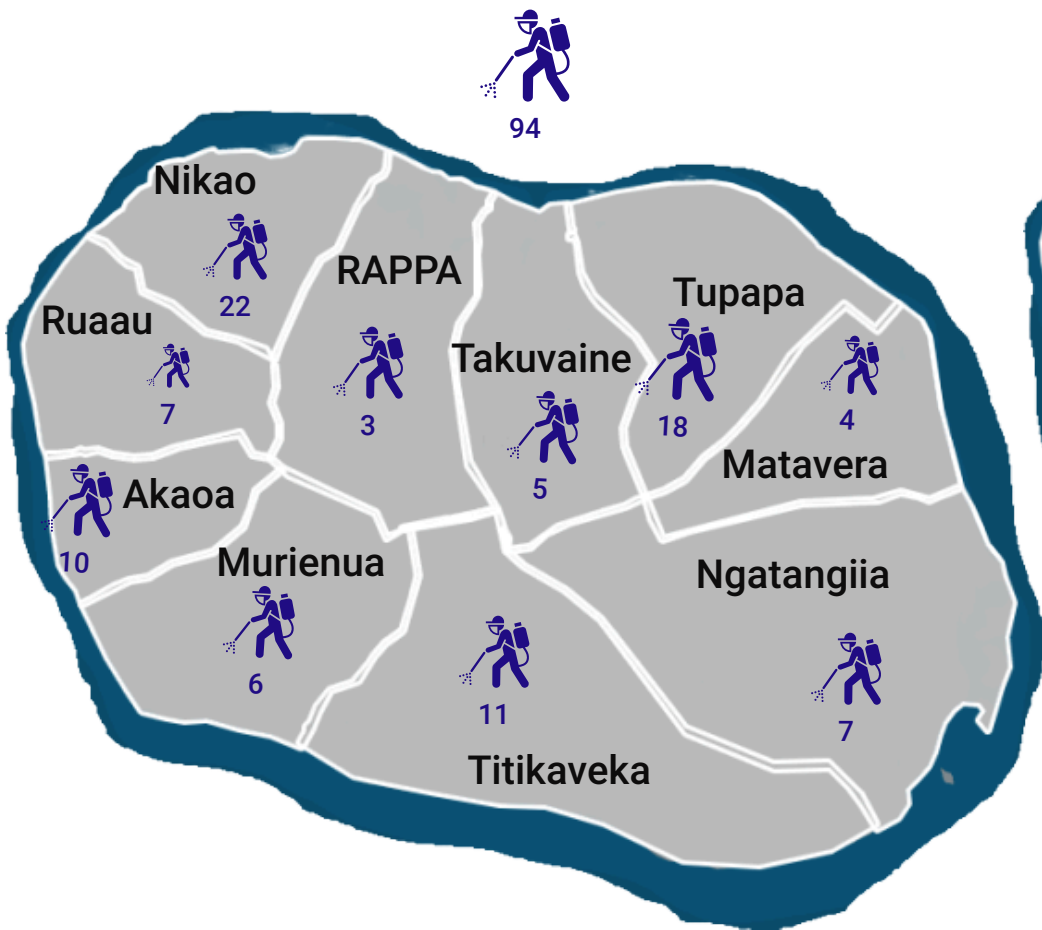 94
Nikao
22
RAPPA
3
Ruaau
7
Tupapa
18
Takuvaine
5
4
Matavera
Akaoa
10
Murienua
6
Ngatangiia
7
11
Titikaveka